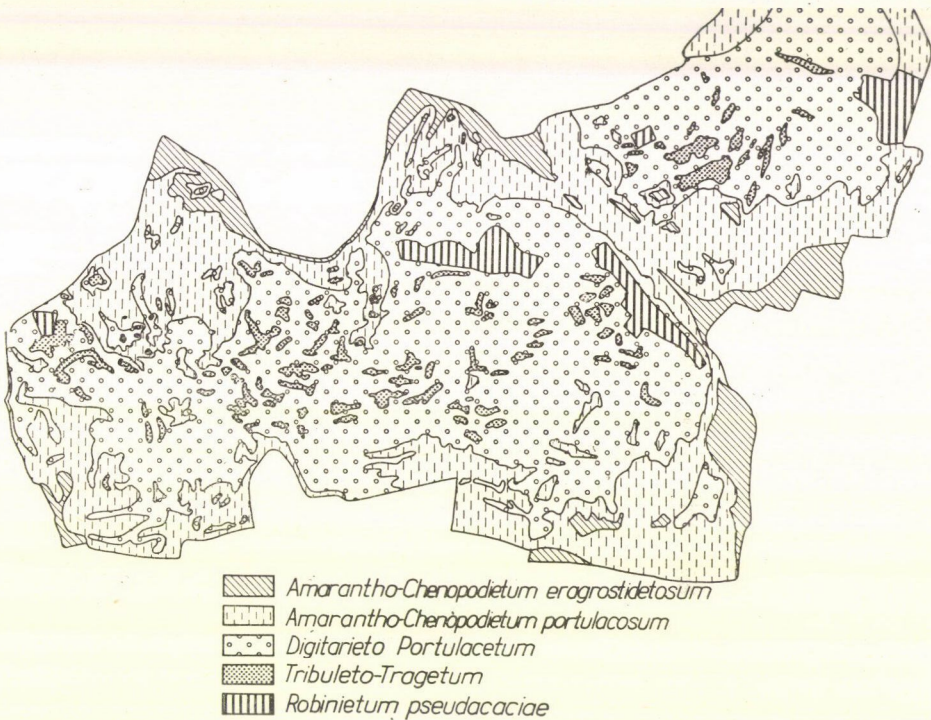 Amarantho-Chenopodietum eragrostidetosum
Amarantho-Chenopodietum portulacosum
Digitarieto Portulacetum
Tribuleto-Tragetum
Robinietum pseudacaciae